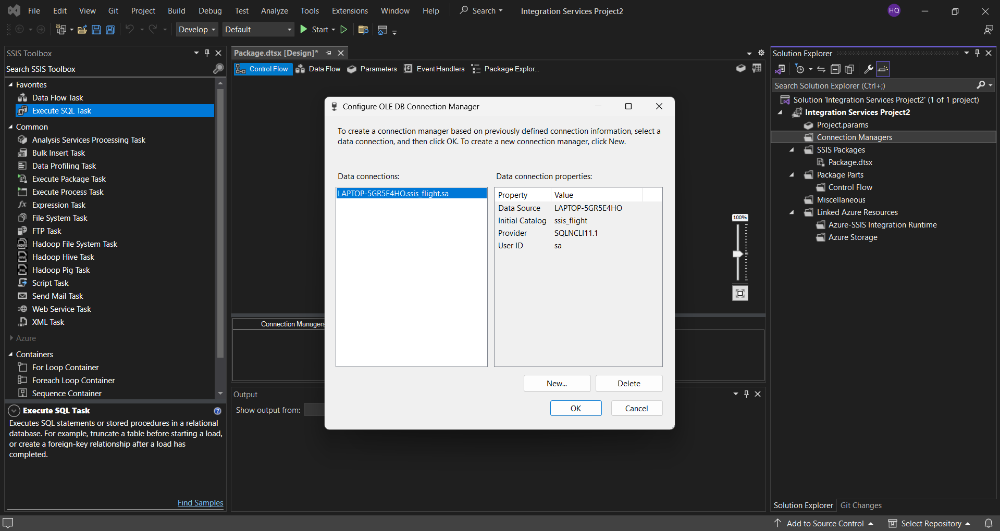 File Edit View Git Project Build Debug Test Analyze Tools Extensions Window Help Search Integration Services Project2 HQ
Develop Default Start
SSIS Toolbox
Search SSIS Toolbox
Favorites
Data Flow Task
Execute SQL Task
Common
Analysis Services Processing Task
Bulk Insert Task
Data Profiling Task
Execute Package Task
Execute Process Task
Expression Task
File System Task
FTP Task
Hadoop File System Task
Hadoop Hive Task
Hadoop Pig Task
Script Task
Send Mail Task
Web Service Task
XML Task
Azure
Containers
For Loop Container
Foreach Loop Container
Sequence Container
Execute SQL Task
Executes SQL statements or stored procedures in a relational
database. For example, truncate a table before starting a load,
or create a foreign-key relationship after a load has
completed.
Find Samples
Package.dtsx [Design]*
Control Flow Data Flow Parameters Event Handlers Package Explor...
Configure OLE DB Connection Manager
To create a connection manager based on previously defined connection information, select a
data connection, and then click OK. To create a new connection manager, click New.
Data connections: Data connection properties:
LAPTOP-5GR5E4HO.ssis_flight.sa
Property Value
Data Source LAPTOP-5GR5E4HO
Initial Catalog ssis_flight
Provider SQLNCLI11.1
User ID sa
New... Delete
OK Cancel
100%
Connection Managers
Output
Show output from:
Solution Explorer
Search Solution Explorer (Ctrl+;)
Solution 'Integration Services Project2' (1 of 1 project)
Integration Services Project2
Project.params
Connection Managers
SSIS Packages
Package.dtsx
Package Parts
Control Flow
Miscellaneous
Linked Azure Resources
Azure-SSIS Integration Runtime
Azure Storage
Solution Explorer Git Changes
Add to Source Control Select Repository